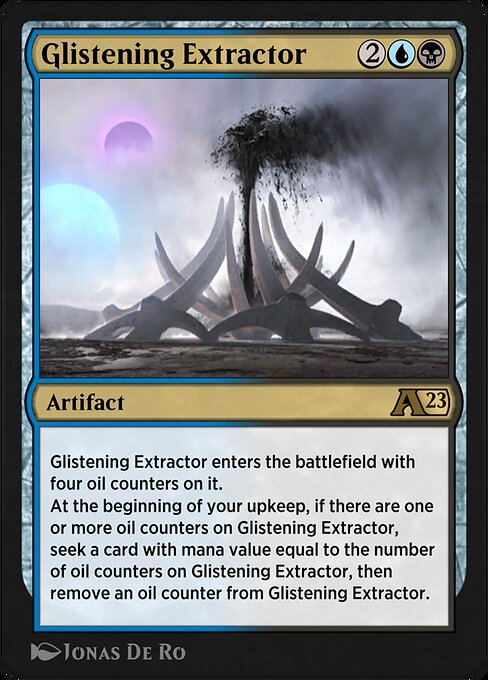 Glistening Extractor 2
Artifact A23
Glistening Extractor enters the battlefield with
four oil counters on it.
At the beginning of your upkeep, if there are one
or more oil counters on Glistening Extractor,
seek a card with mana value equal to the number
of oil counters on Glistening Extractor, then
remove an oil counter from Glistening Extractor.
Jonas De Ro